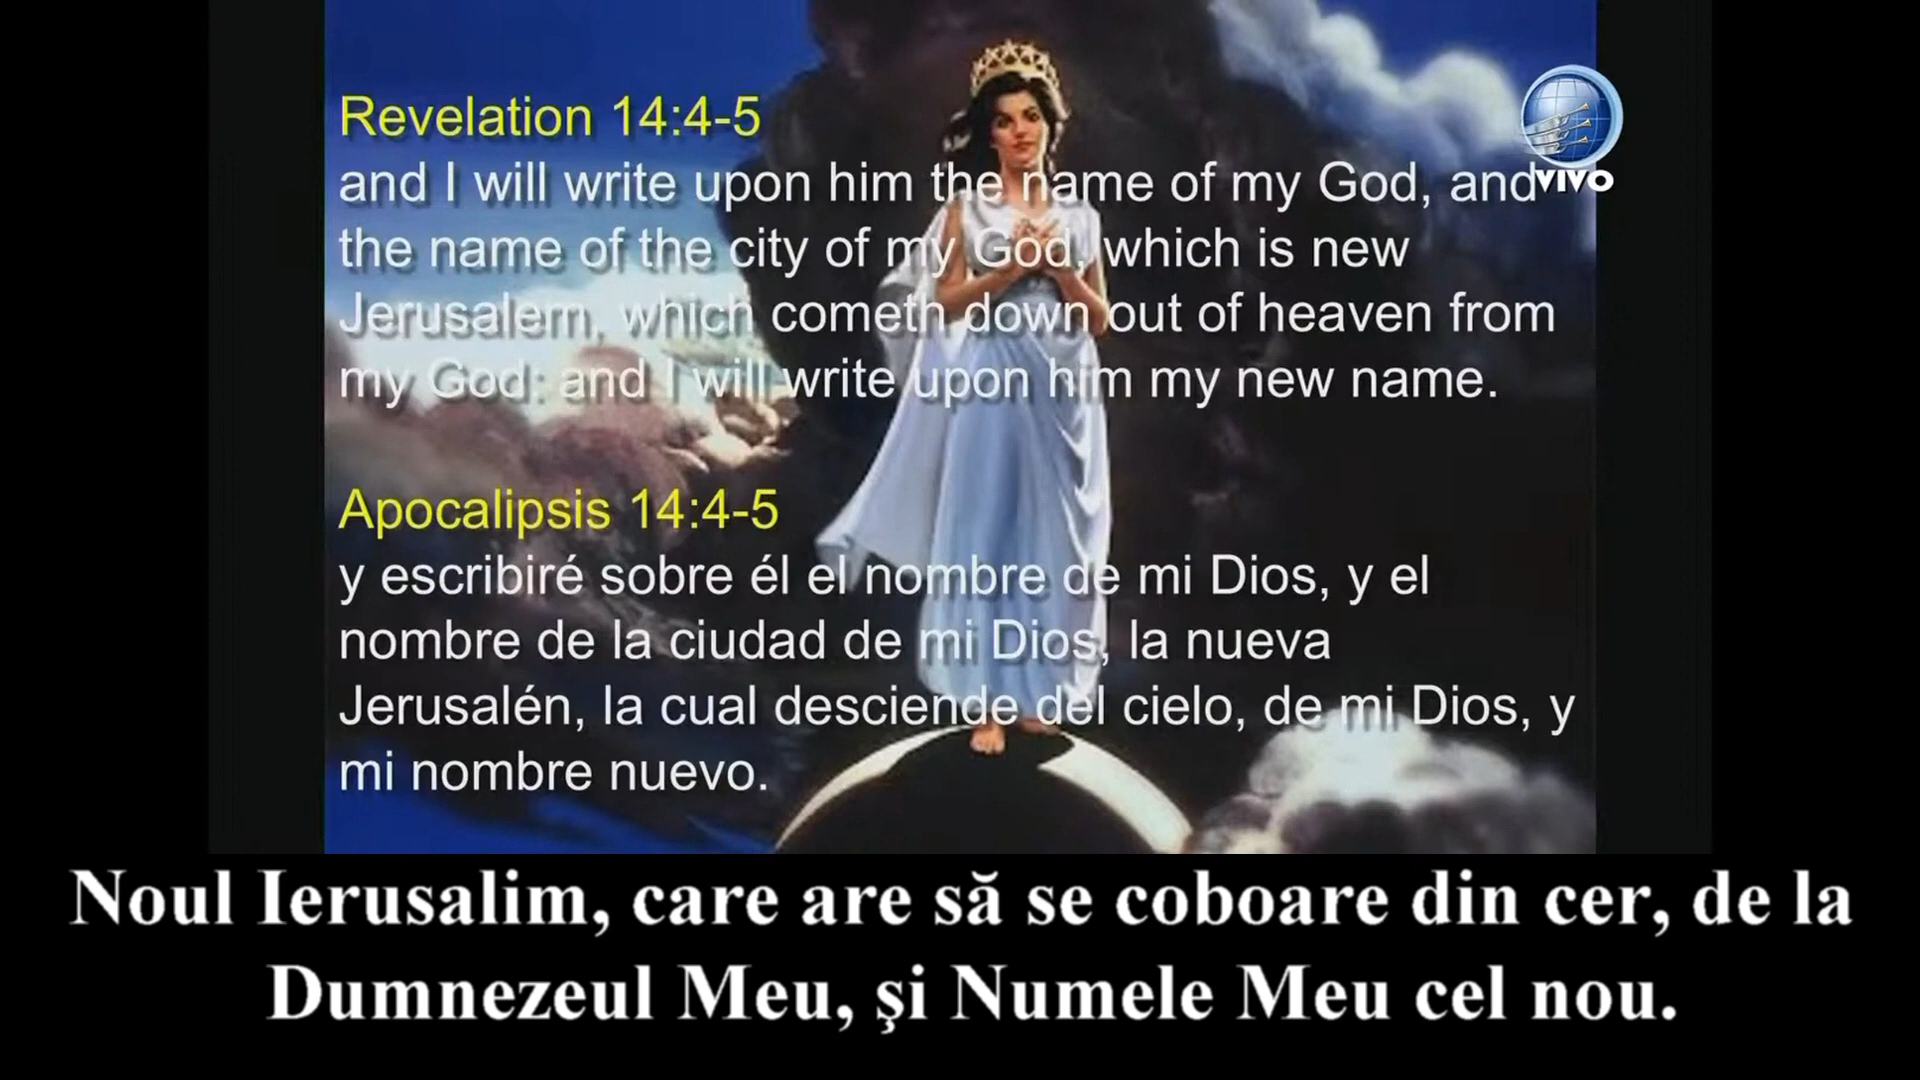 Revelation 14:4-5
and I will write upon him the name of my God, and
the name of the city of my God, which is new
Jerusalem, which cometh down out of heaven from
my God: and I will write upon him my new name.
VIVO
Apocalipsis 14:4-5
y escribiré sobre él el nombre de mi Dios, y el
nombre de la ciudad de mi Dios, la nueva
Jerusalén, la cual desciende del cielo, de mi Dios, y
mi nombre nuevo.
Noul Ierusalim, care are să se coboare din cer, de la
Dumnezeul Meu, şi Numele Meu cel nou.